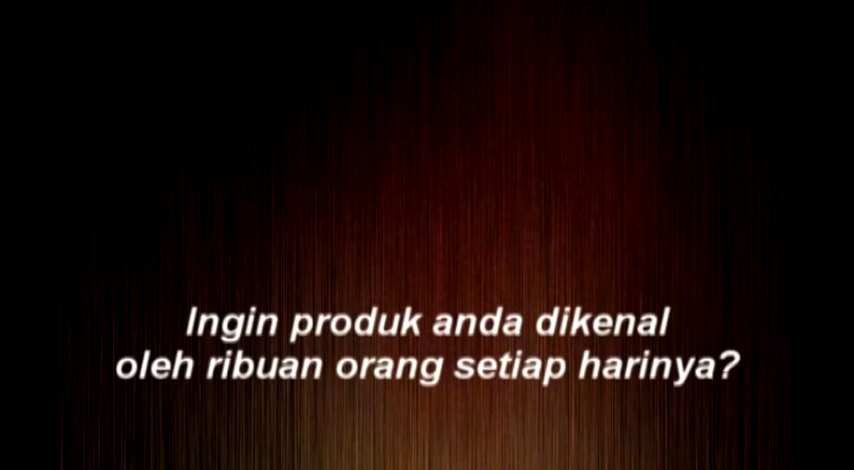 Ingin produk anda dikenal
oleh ribuan orang setiap harinya?